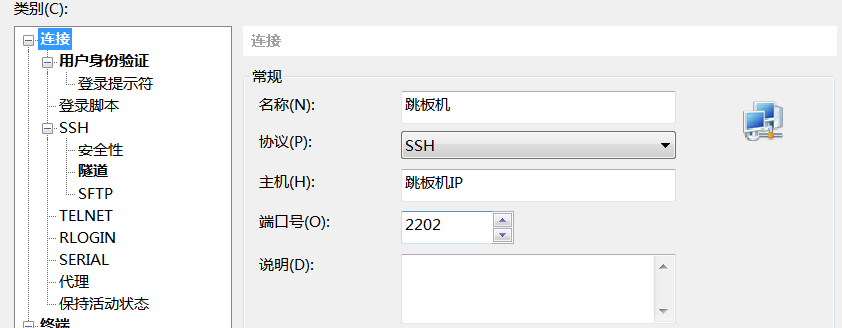 类别(C):
连接
用户身份验证
登录提示符
登录脚本
SSH
安全性
隧道
SFTP
TELNET
RLOGIN
SERIAL
代理
保持活动状态
终端
连接
常规
名称(N):
跳板机
协议(P):
SSH
主机(H):
跳板机IP
端口号(O):
2202
说明(D):